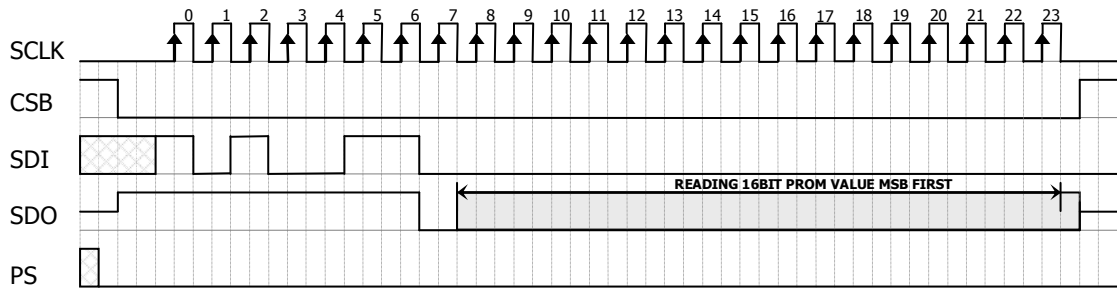 0 1 2 3 4 5 6 7 8 9 10 11 12 13 14 15 16 17 18 19 20 21 22 23
SCLK
CSB
SDI
READING 16BIT PROM VALUE MSB FIRST
SDO
PS